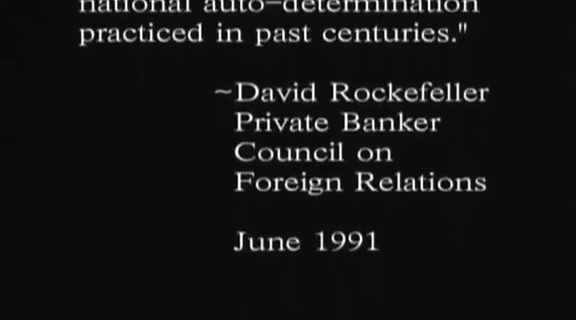 national auto-determination
practiced in past centuries."
~David Rockefeller
Private Banker
Council on
Foreign Relations
June 1991